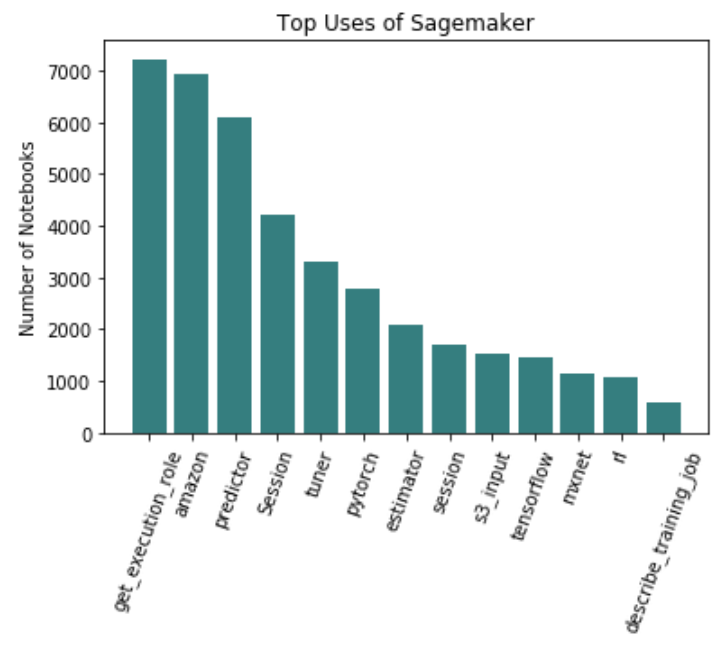 Top Uses of Sagemaker
Number of Notebooks
7000
6000
5000
4000
3000
2000
1000
0
get_execution_role
amazon
predictor
Session
tuner
pytorch
estimator
session
s3_input
tensorflow
mxnet
rl
describe_training_job